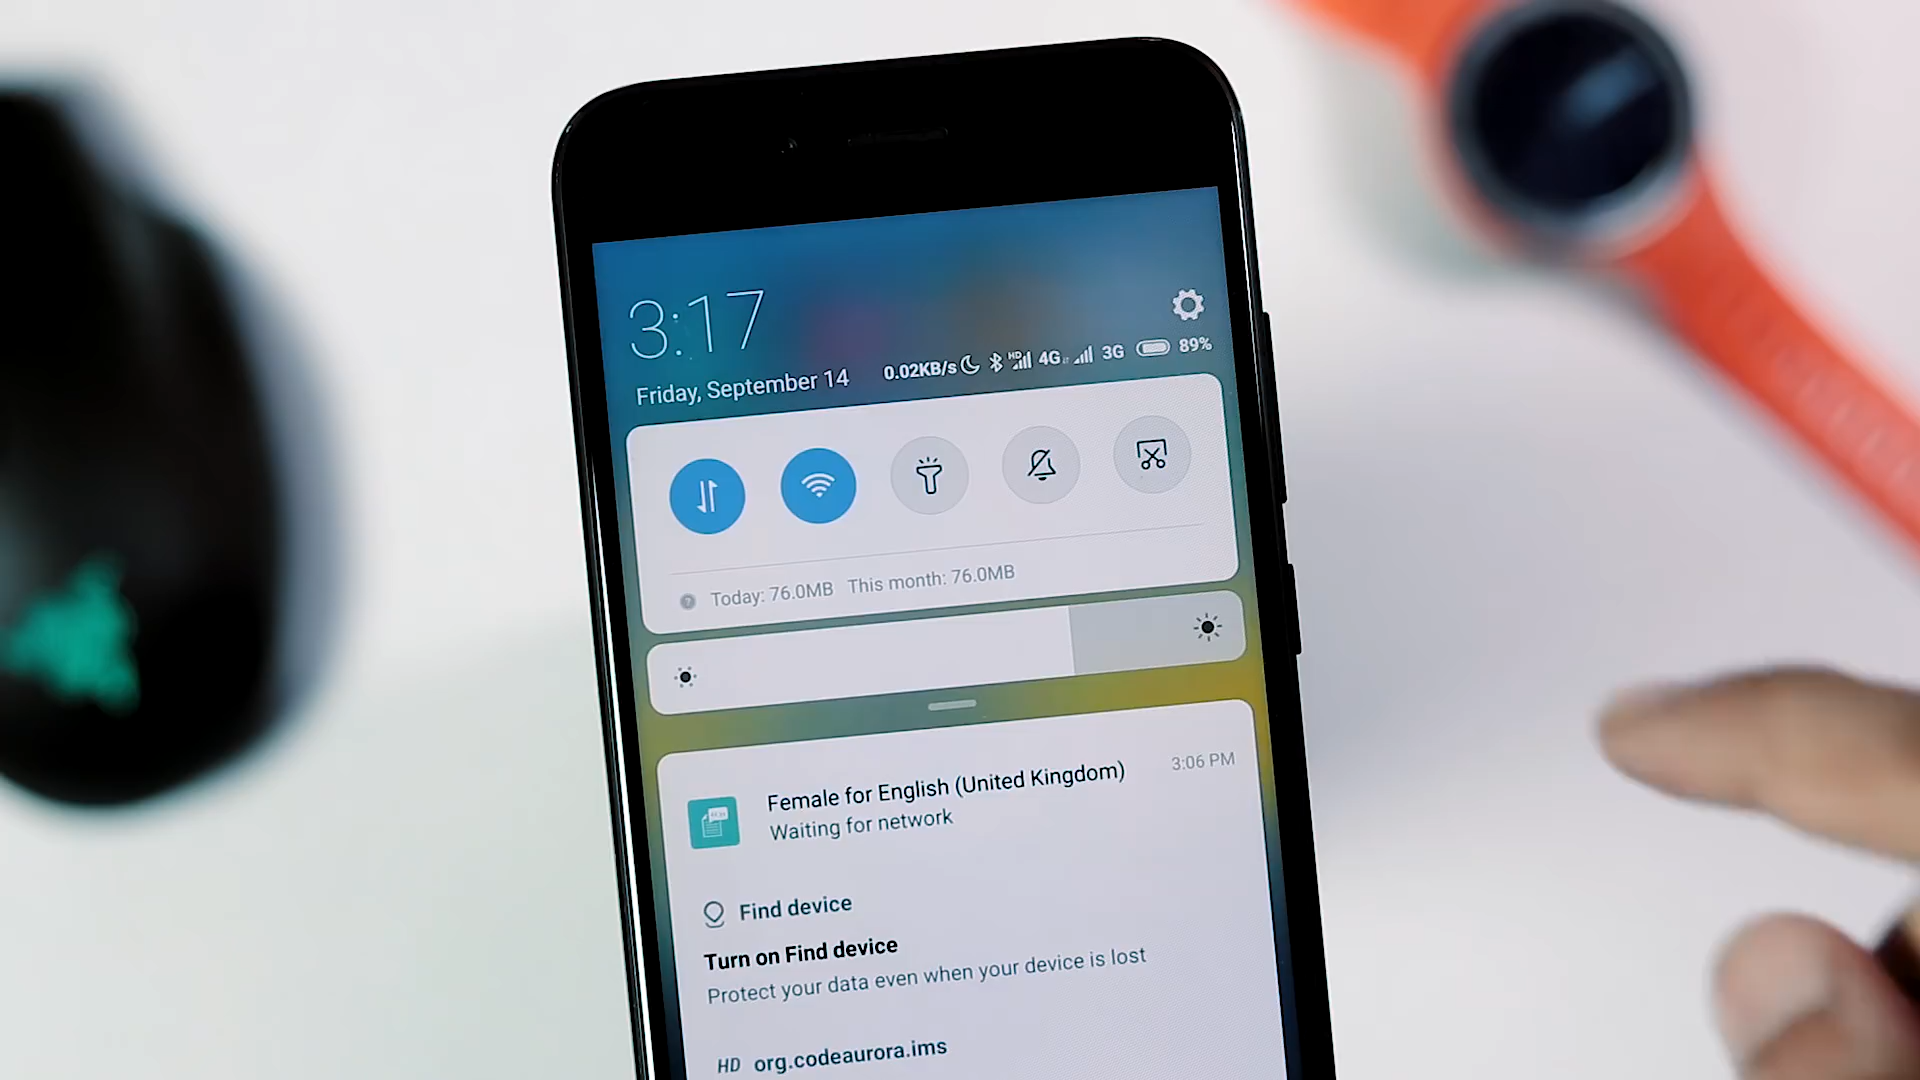 3:17
Friday, September 14
0.02KB/s HD 4G 3G 89%
Today: 76.0MB This month: 76.0MB
Female for English (United Kingdom)
3:06 PM
Waiting for network
Find device
Turn on Find device
Protect your data even when your device is lost
HD org.codeaurora.ims